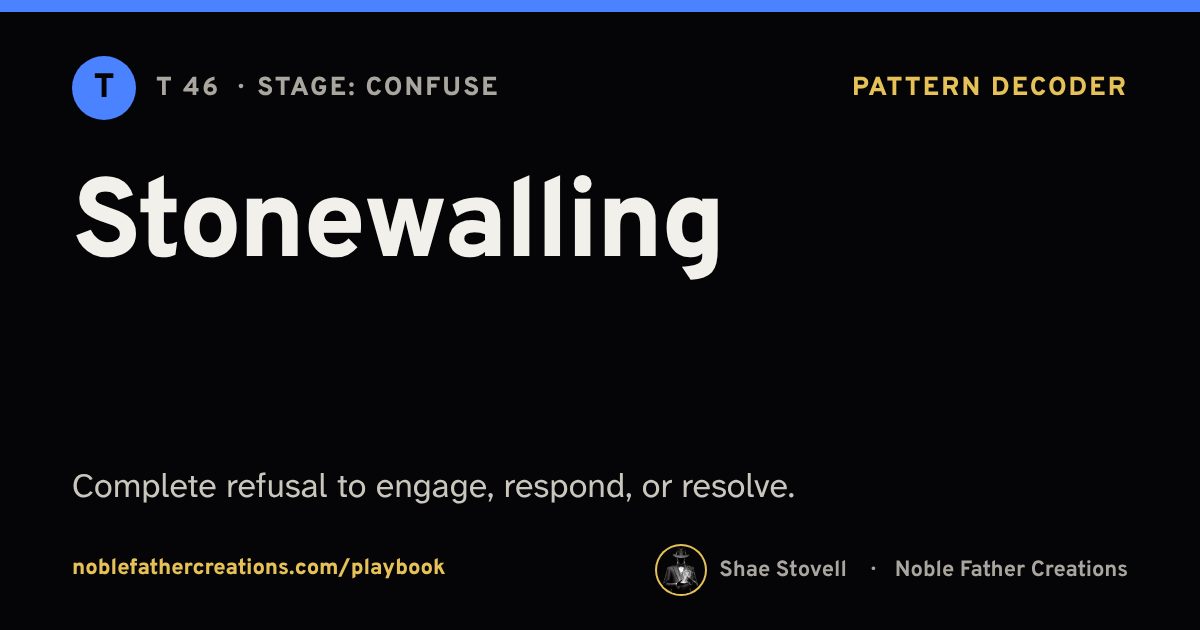 T
T 46 · STAGE: CONFUSE
PATTERN DECODER
Stonewalling
Complete refusal to engage, respond, or resolve.
noblefathercreations.com/playbook
Shae Stovell · Noble Father Creations